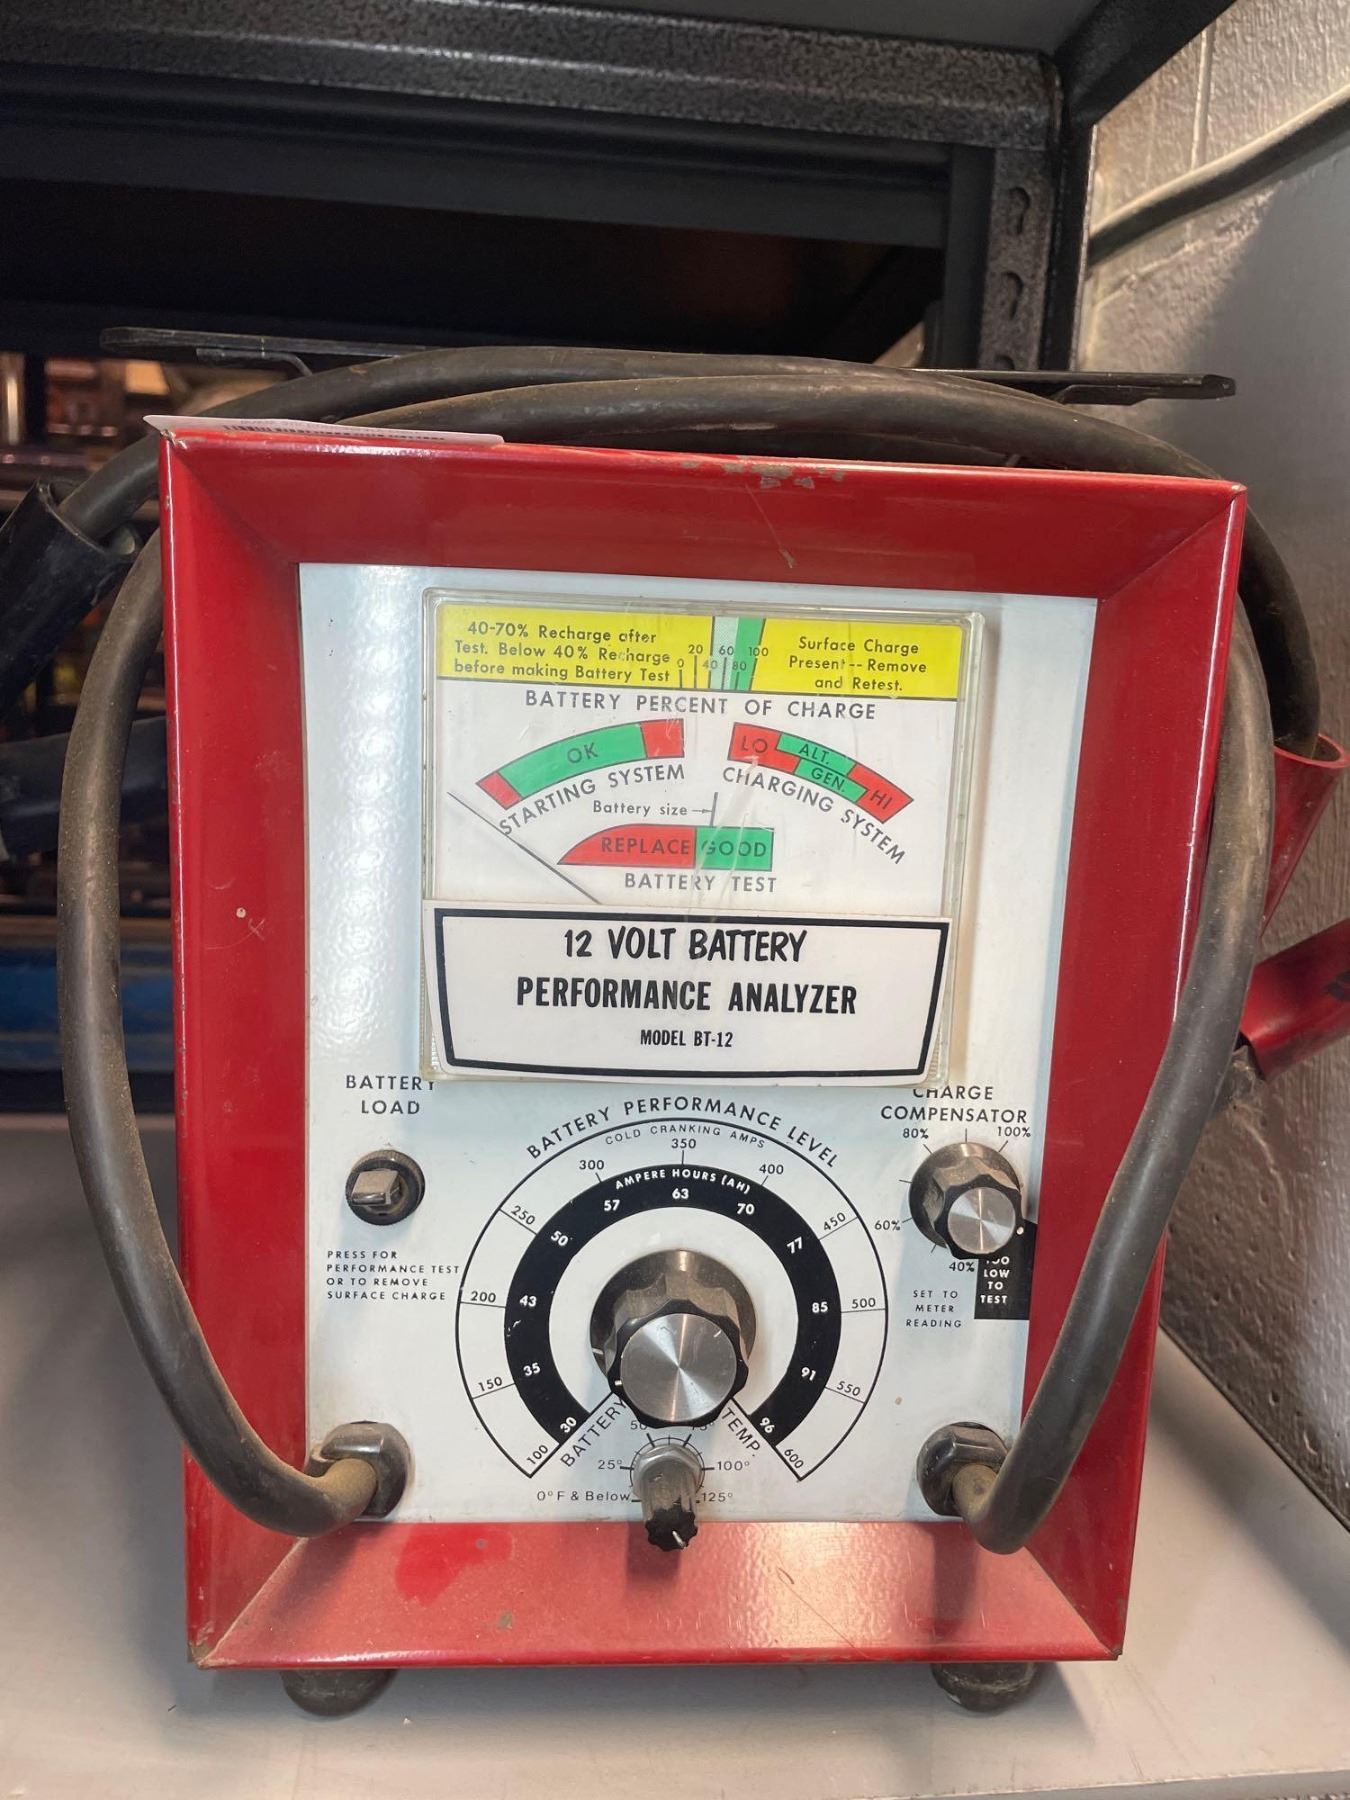 40-70% Recharge after
Test. Below 40% Recharge
before making Battery Test
0 20 40 60 80 100
Surface Charge
Present -- Remove
and Retest.
BATTERY PERCENT OF CHARGE
OK
STARTING SYSTEM
LO ALT. GEN. HI
CHARGING SYSTEM
Battery size
REPLACE GOOD
BATTERY TEST
12 VOLT BATTERY
PERFORMANCE ANALYZER
MODEL BT-12
BATTERY
LOAD
PRESS FOR
PERFORMANCE TEST
OR TO REMOVE
SURFACE CHARGE
BATTERY PERFORMANCE LEVEL
COLD CRANKING AMPS
100 150 200 250 300 350 400 450 500 550 600
AMPERE HOURS (AH)
30 35 43 50 57 63 70 77 85 91 96
BATTERY TEMP.
0°F & Below 25° 50 75° 100° 125°
CHARGE
COMPENSATOR
80% 100%
60%
40%
LOW
TO
TEST
SET TO
METER
READING